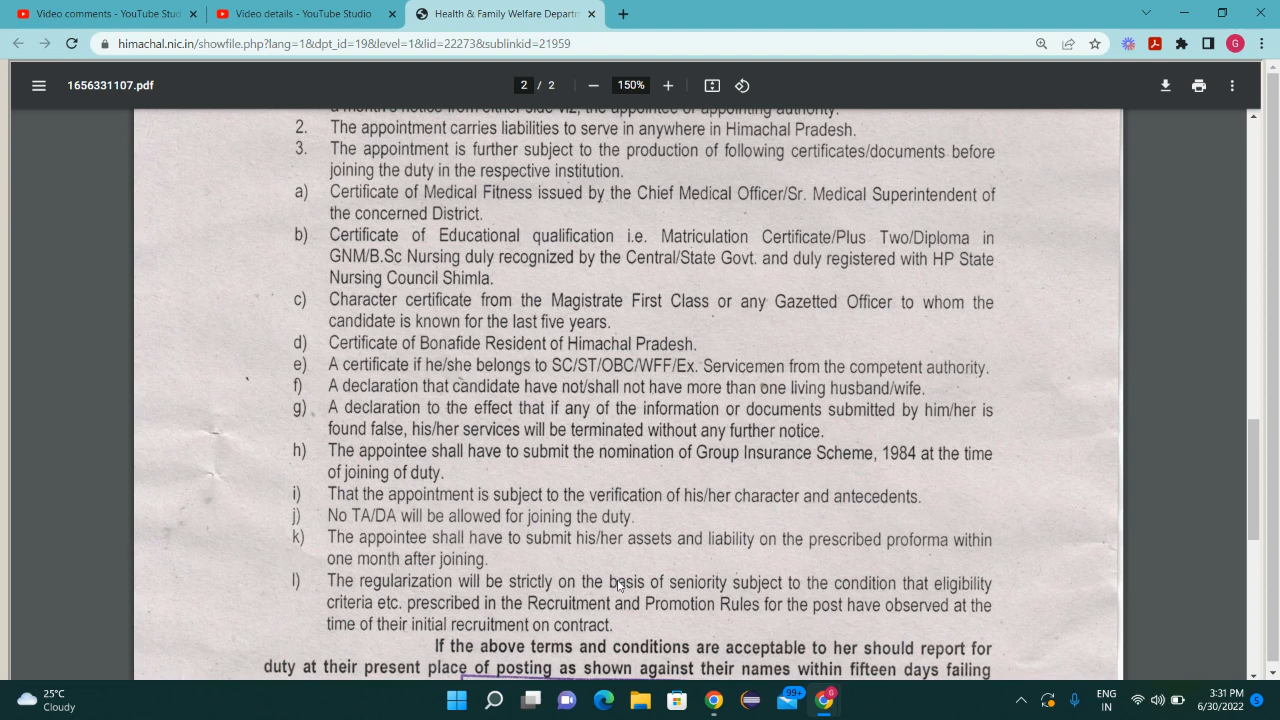 Video comments - YouTube Stud
Video details - YouTube Studio
Health & Family Welfare Departm
himachal.nic.in/showfile.php?lang=1&dpt_id=19&level=1&lid=22273&sublinkid=21959
G
1656331107.pdf
2 / 2
150%
a month's notice from either side viz, the appointee or appointing authority.
2. The appointment carries liabilities to serve in anywhere in Himachal Pradesh.
3. The appointment is further subject to the production of following certificates/documents before
joining the duty in the respective institution.
a) Certificate of Medical Fitness issued by the Chief Medical Officer/Sr. Medical Superintendent of
the concerned District.
b) Certificate of Educational qualification i.e. Matriculation Certificate/Plus Two/Diploma in
GNM/B.Sc Nursing duly recognized by the Central/State Govt. and duly registered with HP State
Nursing Council Shimla.
c) Character certificate from the Magistrate First Class or any Gazetted Officer to whom the
candidate is known for the last five years.
d) Certificate of Bonafide Resident of Himachal Pradesh.
e) A certificate if he/she belongs to SC/ST/OBC/WFF/Ex. Servicemen from the competent authority.
f) A declaration that candidate have not/shall not have more than one living husband/wife.
g) A declaration to the effect that if any of the information or documents submitted by him/her is
found false, his/her services will be terminated without any further notice.
h) The appointee shall have to submit the nomination of Group Insurance Scheme, 1984 at the time
of joining of duty.
i) That the appointment is subject to the verification of his/her character and antecedents.
j) No TA/DA will be allowed for joining the duty.
k) The appointee shall have to submit his/her assets and liability on the prescribed proforma within
one month after joining.
l) The regularization will be strictly on the basis of seniority subject to the condition that eligibility
criteria etc. prescribed in the Recruitment and Promotion Rules for the post have observed at the
time of their initial recruitment on contract.
If the above terms and conditions are acceptable to her should report for
duty at their present place of posting as shown against their names within fifteen days failing
25°C
Cloudy
99+
G
ENG
IN
3:31 PM
6/30/2022
5